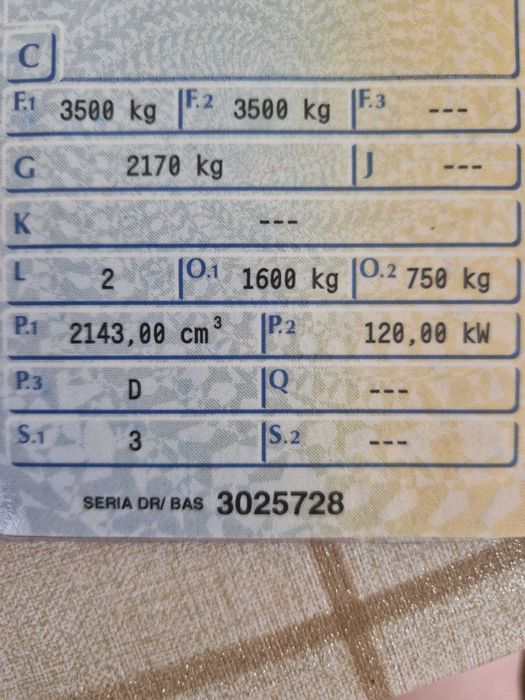 C
F.1 3500 kg F.2 3500 kg F.3 ---
G 2170 kg J ---
K ---
L 2 O.1 1600 kg O.2 750 kg
P.1 2143,00 cm³ P.2 120,00 kW
P.3 D Q ---
S.1 3 S.2 ---
SERIA DR/ BAS 3025728